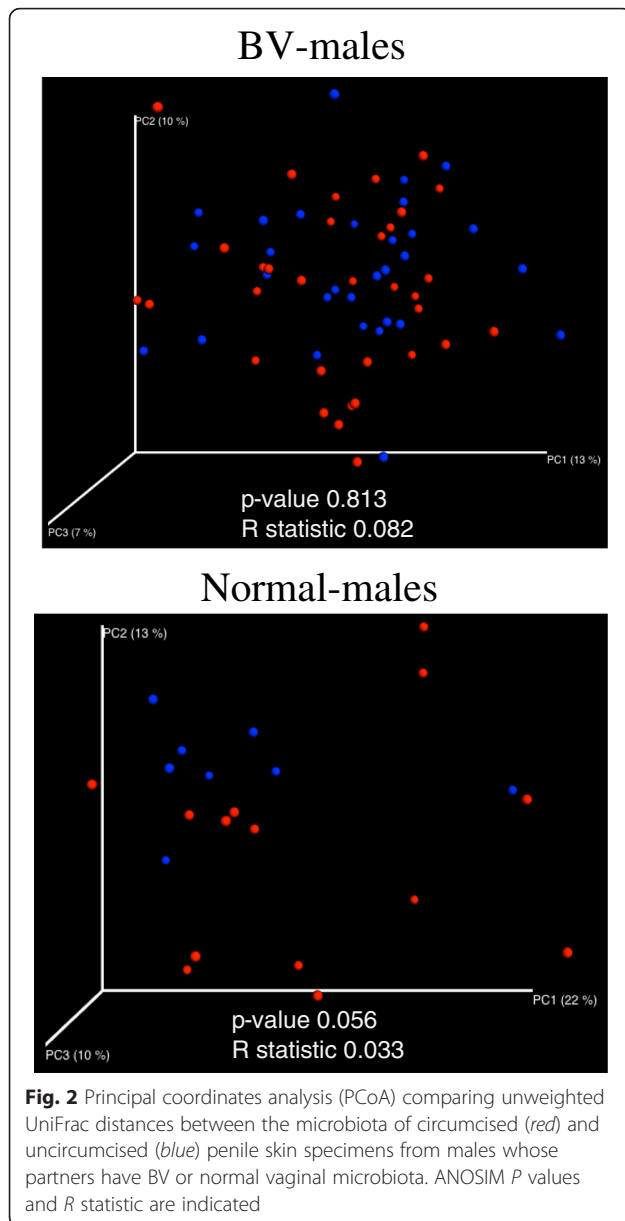 BV-males
PC2 (10 %)
PC1 (13 %)
p-value 0.813
R statistic 0.082
PC3 (7 %)
Normal-males
PC2 (13 %)
PC1 (22 %)
p-value 0.056
R statistic 0.033
PC3 (10 %)
Fig. 2 Principal coordinates analysis (PCoA) comparing unweighted
UniFrac distances between the microbiota of circumcised (red) and
uncircumcised (blue) penile skin specimens from males whose
partners have BV or normal vaginal microbiota. ANOSIM P values
and R statistic are indicated